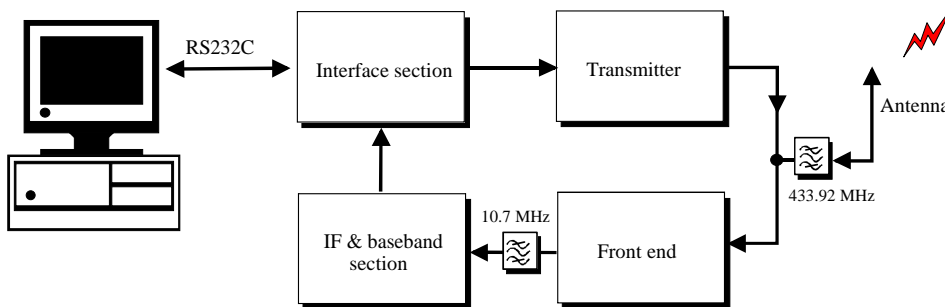 RS232C
Interface section
Transmitter
Antenna
433.92 MHz
10.7 MHz
IF & baseband
section
Front end